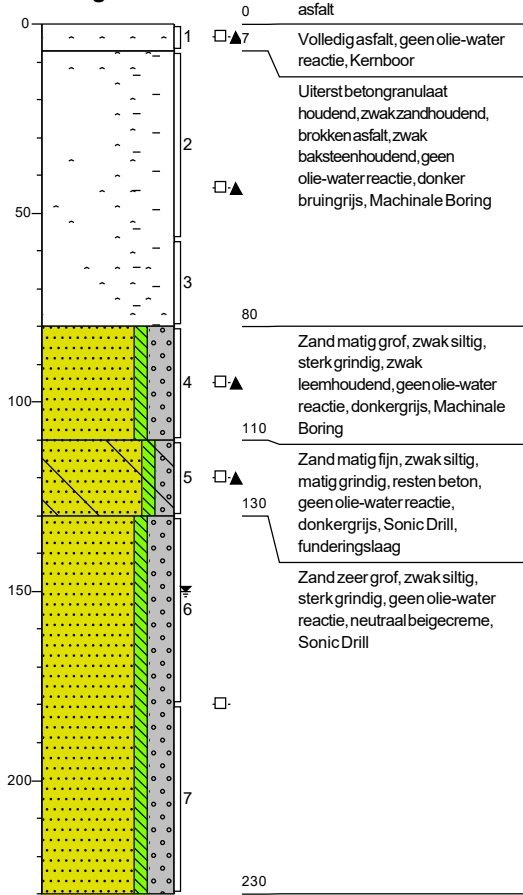 0
asfalt
0
1
7
Volledig asfalt, geen olie-water
reactie, Kernboor
Uiterst betongranulaat
houdend, zwak zandhoudend,
brokken asfalt, zwak
baksteenhoudend, geen
olie-water reactie, donker
bruingrijs, Machinale Boring
2
50
3
80
Zand matig grof, zwak siltig,
sterk grindig, zwak
leemhoudend, geen olie-water
reactie, donkergrijs, Machinale
Boring
4
100
110
Zand matig fijn, zwak siltig,
matig grindig, resten beton,
geen olie-water reactie,
donkergrijs, Sonic Drill,
funderingslaag
5
130
Zand zeer grof, zwak siltig,
sterk grindig, geen olie-water
reactie, neutraal beigecreme,
Sonic Drill
150
6
200
7
230